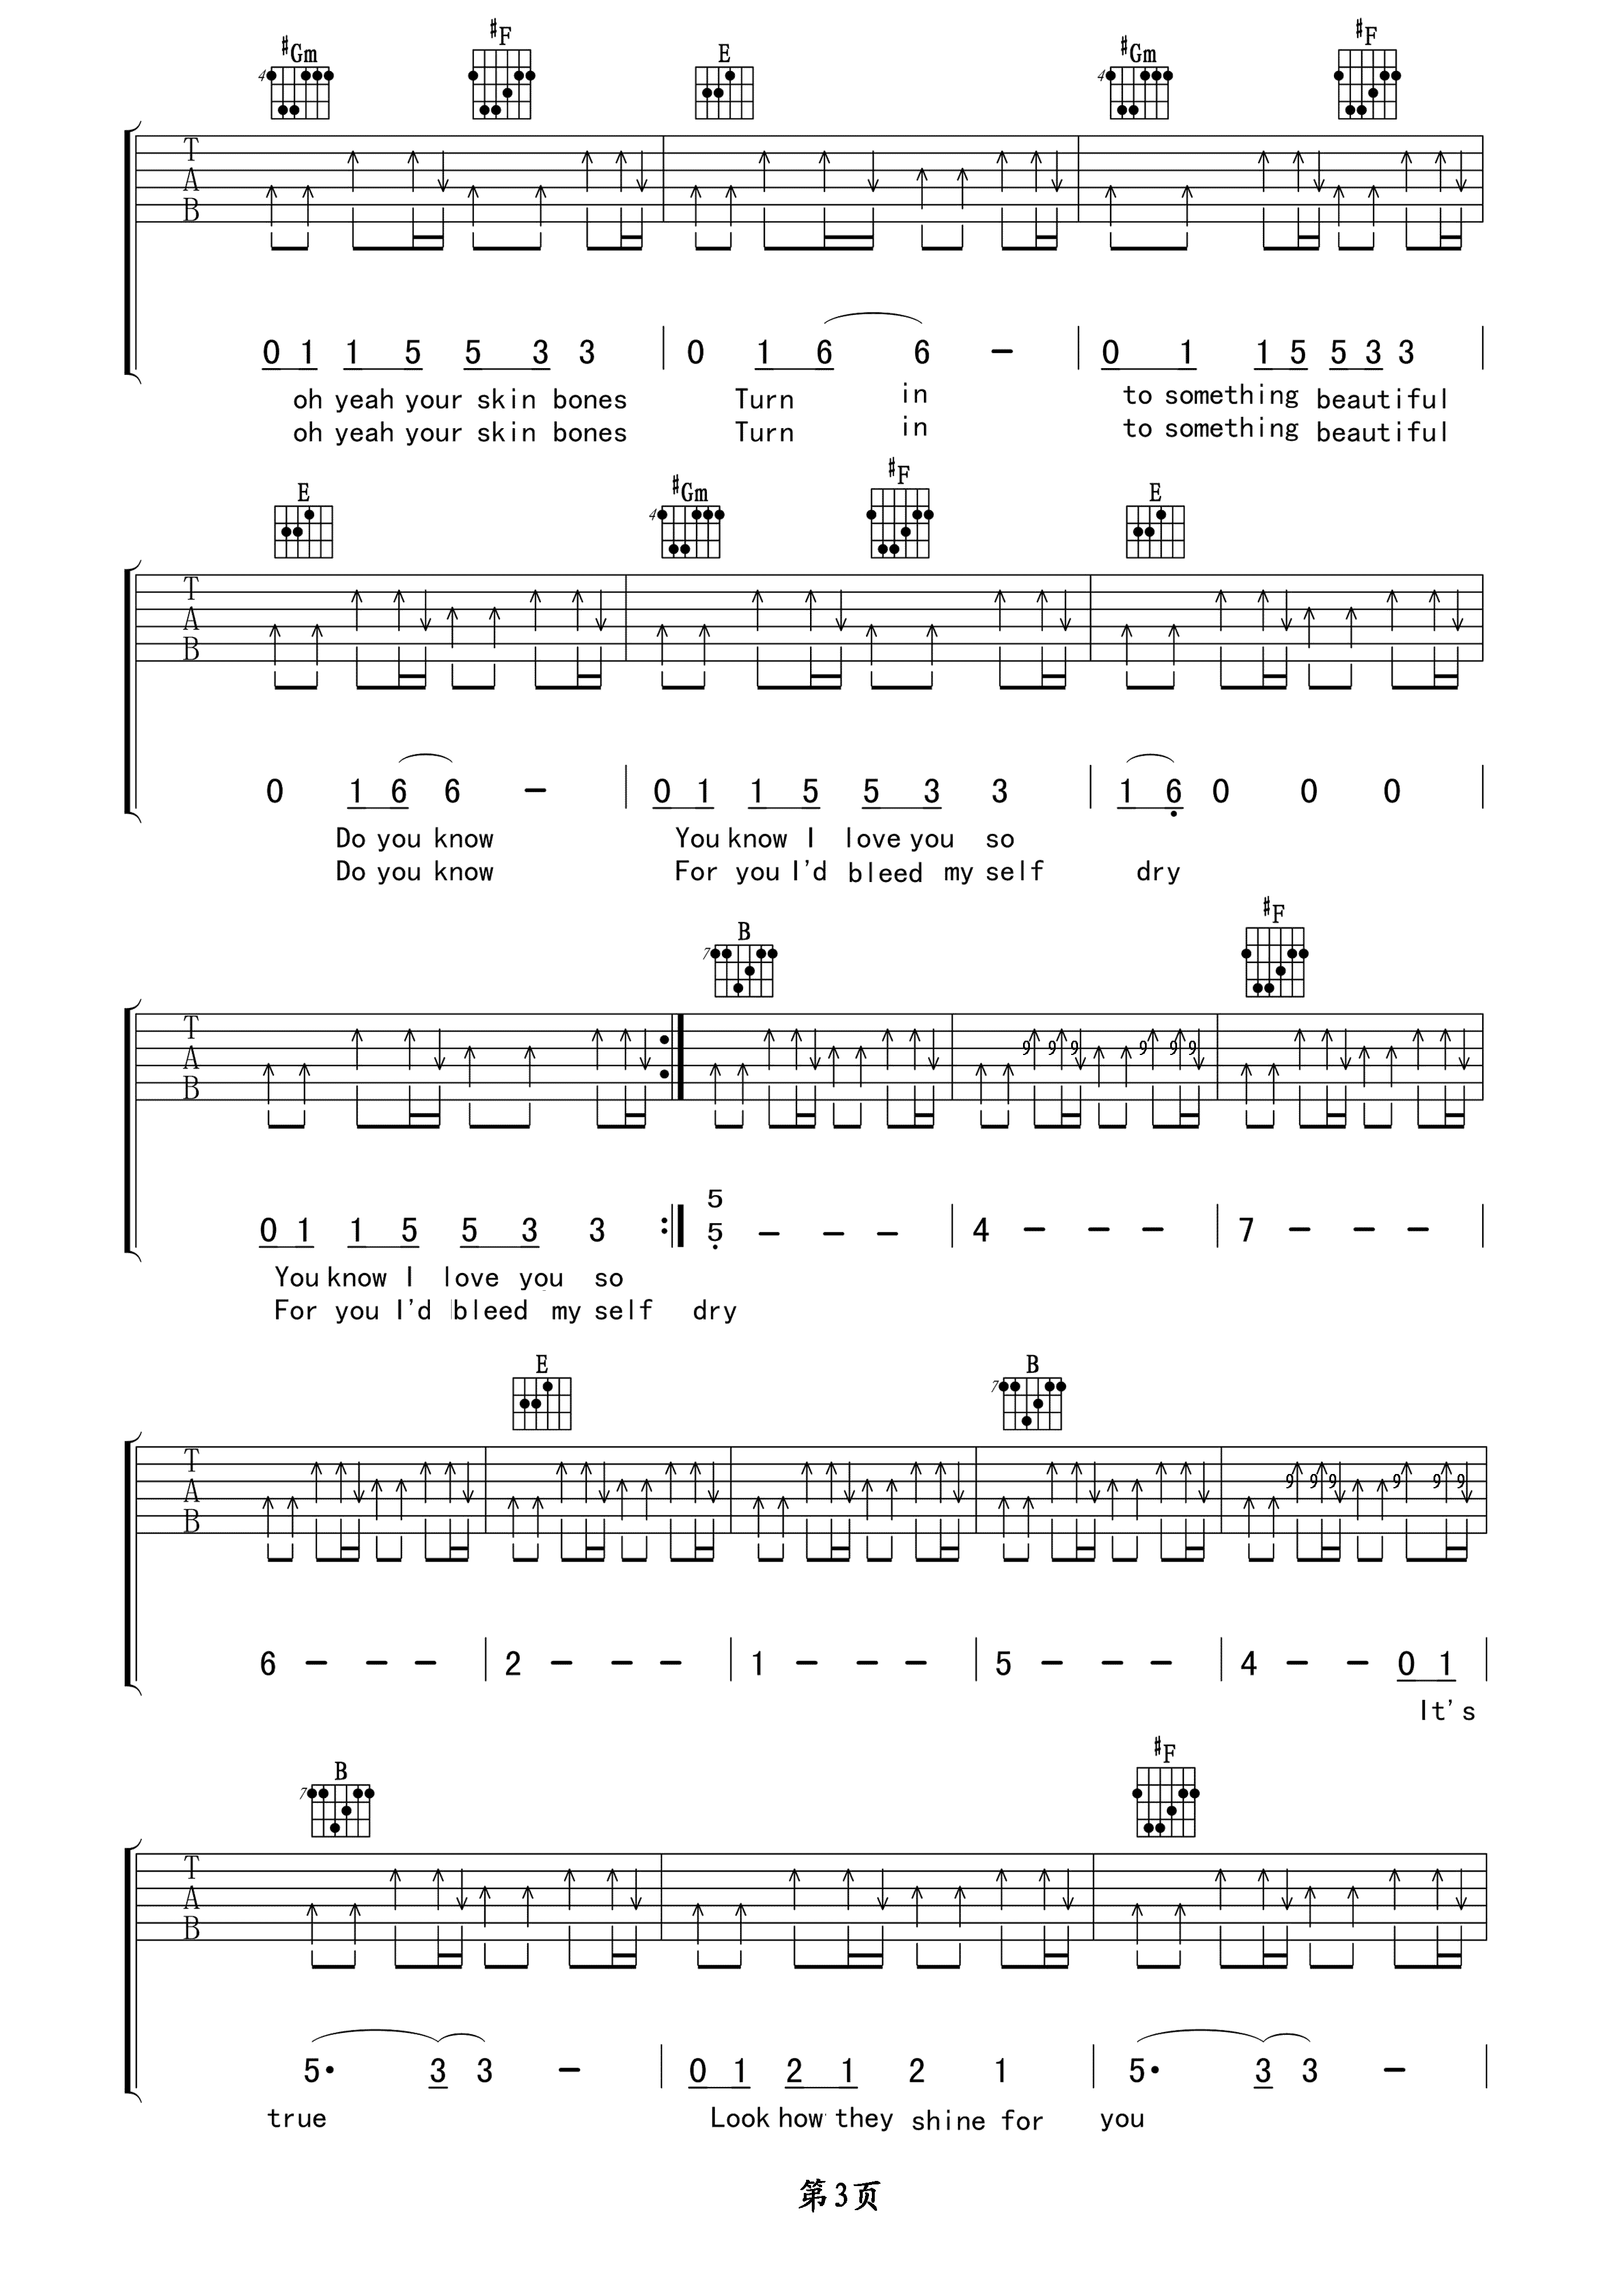 #Gm #F E #Gm #F
4 4
T
A
B
0 1 1 5 5 3 3 | 0 1 6 6 - | 0 1 1 5 5 3 3 |
oh yeah your skin bones Turn in to something beautiful
oh yeah your skin bones Turn in to something beautiful
E #Gm #F E
4
T
A
B
0 1 6 6 - | 0 1 1 5 5 3 3 | 1 6 0 0 0 |
Do you know You know I love you so
Do you know For you I'd bleed my self dry
B #F
7
T
A
B
9 9 9 9 9 9
5
0 1 1 5 5 3 3 :| 5 - - - | 4 - - - | 7 - - - |
You know I love you so
For you I'd bleed my self dry
E B
7
T
A
B
9 9 9 9 9 9
6 - - - | 2 - - - | 1 - - - | 5 - - - | 4 - - 0 1 |
It's
B #F
7
T
A
B
5• 3 3 - | 0 1 2 1 2 1 | 5• 3 3 - |
true Look how they shine for you
第3页